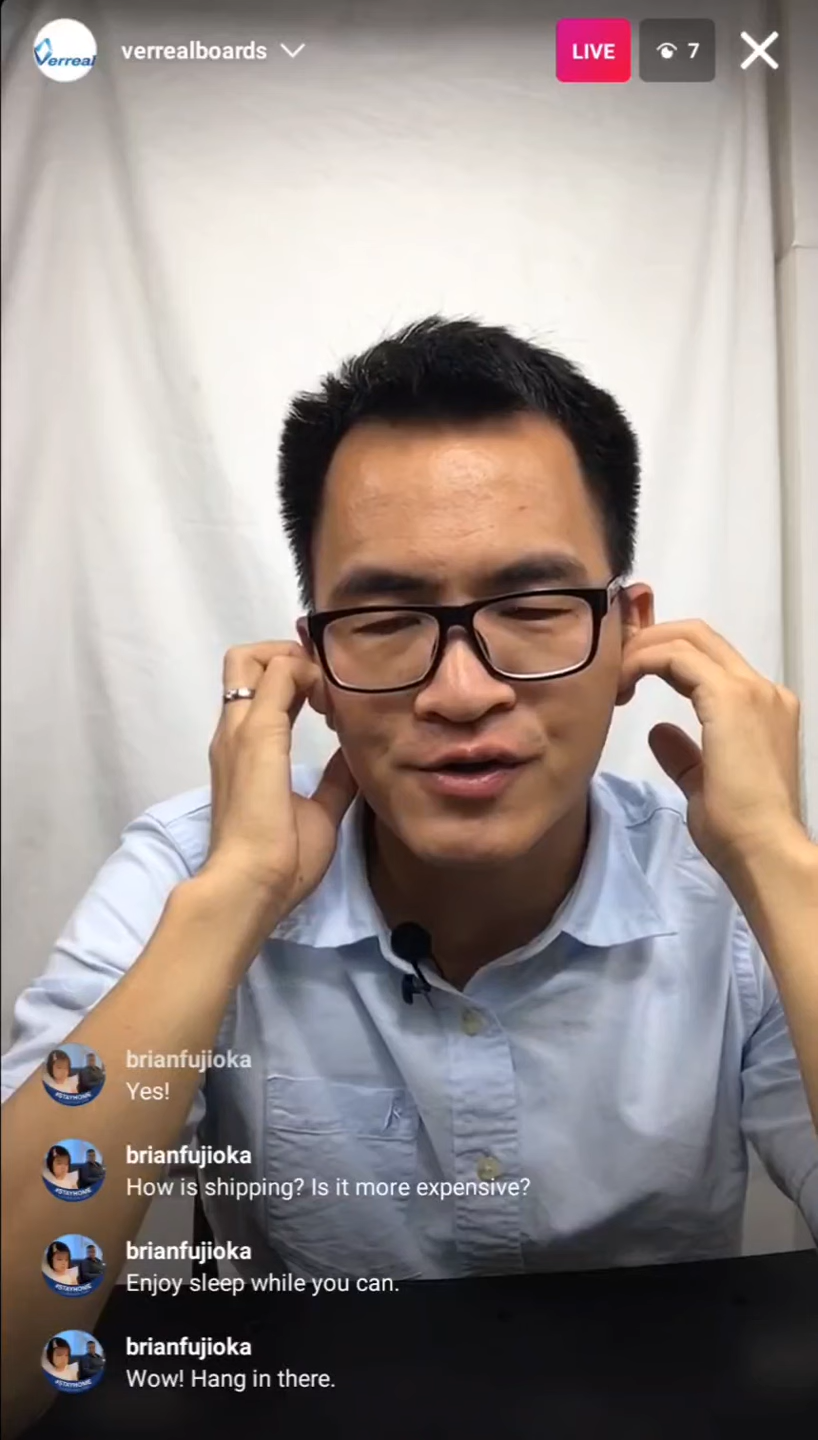 Verreal
verrealboards
LIVE
7
brianfujioka
Yes!
brianfujioka
How is shipping? Is it more expensive?
brianfujioka
Enjoy sleep while you can.
brianfujioka
Wow! Hang in there.